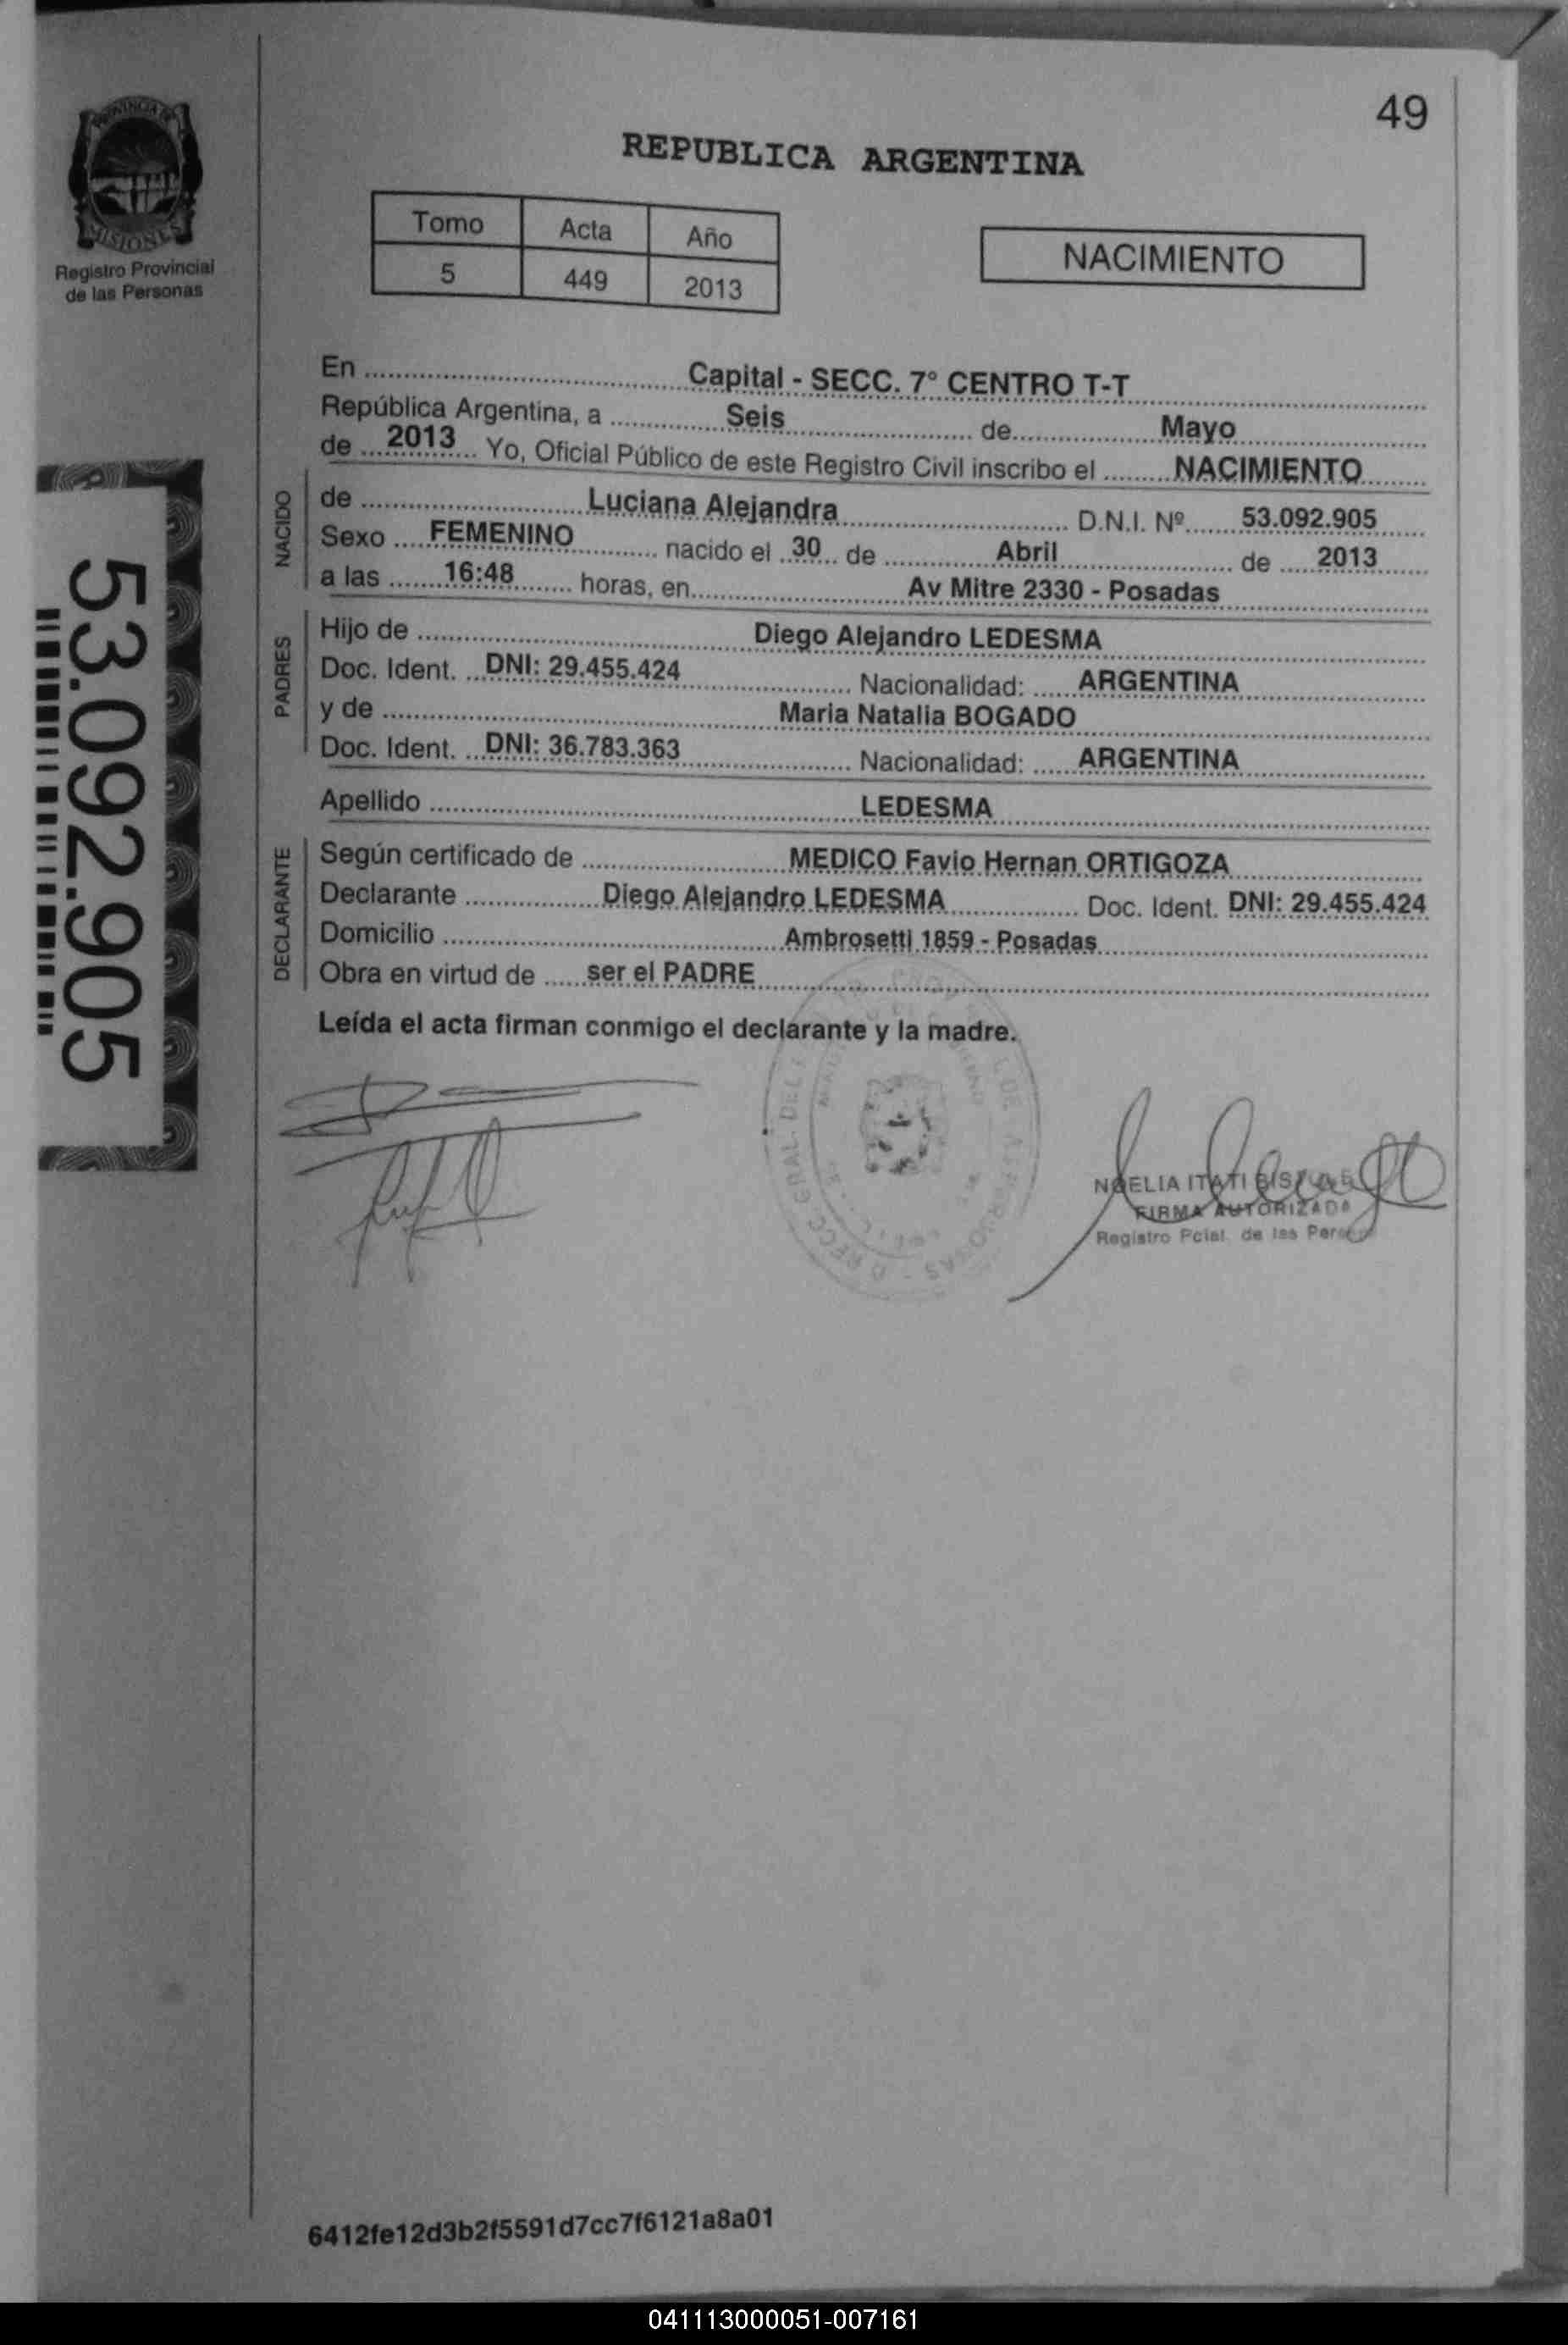 49
PROVINCIA DE
MISIONES
Registro Provincial
de las Personas
REPUBLICA ARGENTINA
Tomo Acta Año
5 449 2013
NACIMIENTO
En Capital - SECC. 7° CENTRO T-T
República Argentina, a Seis de Mayo
de 2013 Yo, Oficial Público de este Registro Civil inscribo el NACIMIENTO
NACIDO
de Luciana Alejandra D.N.I. Nº 53.092.905
Sexo FEMENINO nacido el 30 de Abril de 2013
a las 16:48 horas, en Av Mitre 2330 - Posadas
PADRES
Hijo de Diego Alejandro LEDESMA
Doc. Ident. DNI: 29.455.424 Nacionalidad: ARGENTINA
y de Maria Natalia BOGADO
Doc. Ident. DNI: 36.783.363 Nacionalidad: ARGENTINA
Apellido LEDESMA
DECLARANTE
Según certificado de MEDICO Favio Hernan ORTIGOZA
Declarante Diego Alejandro LEDESMA Doc. Ident. DNI: 29.455.424
Domicilio Ambrosetti 1859 - Posadas
Obra en virtud de ser el PADRE
Leída el acta firman conmigo el declarante y la madre.
53.092.905
NOELIA ITATI
FIRMA AUTORIZADA
Registro Pcial. de las
6412fe12d3b2f5591d7cc7f6121a8a01
041113000051-007161